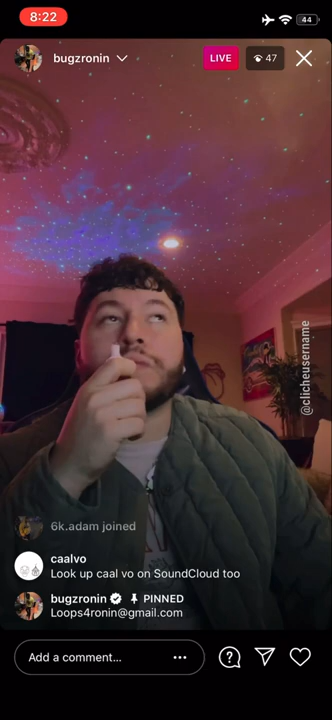 8:22
44
bugzronin
LIVE
47
@clicheusername
6k.adam joined
caalvo
Look up caal vo on SoundCloud too
bugzronin PINNED
Loops4ronin@gmail.com
Add a comment...